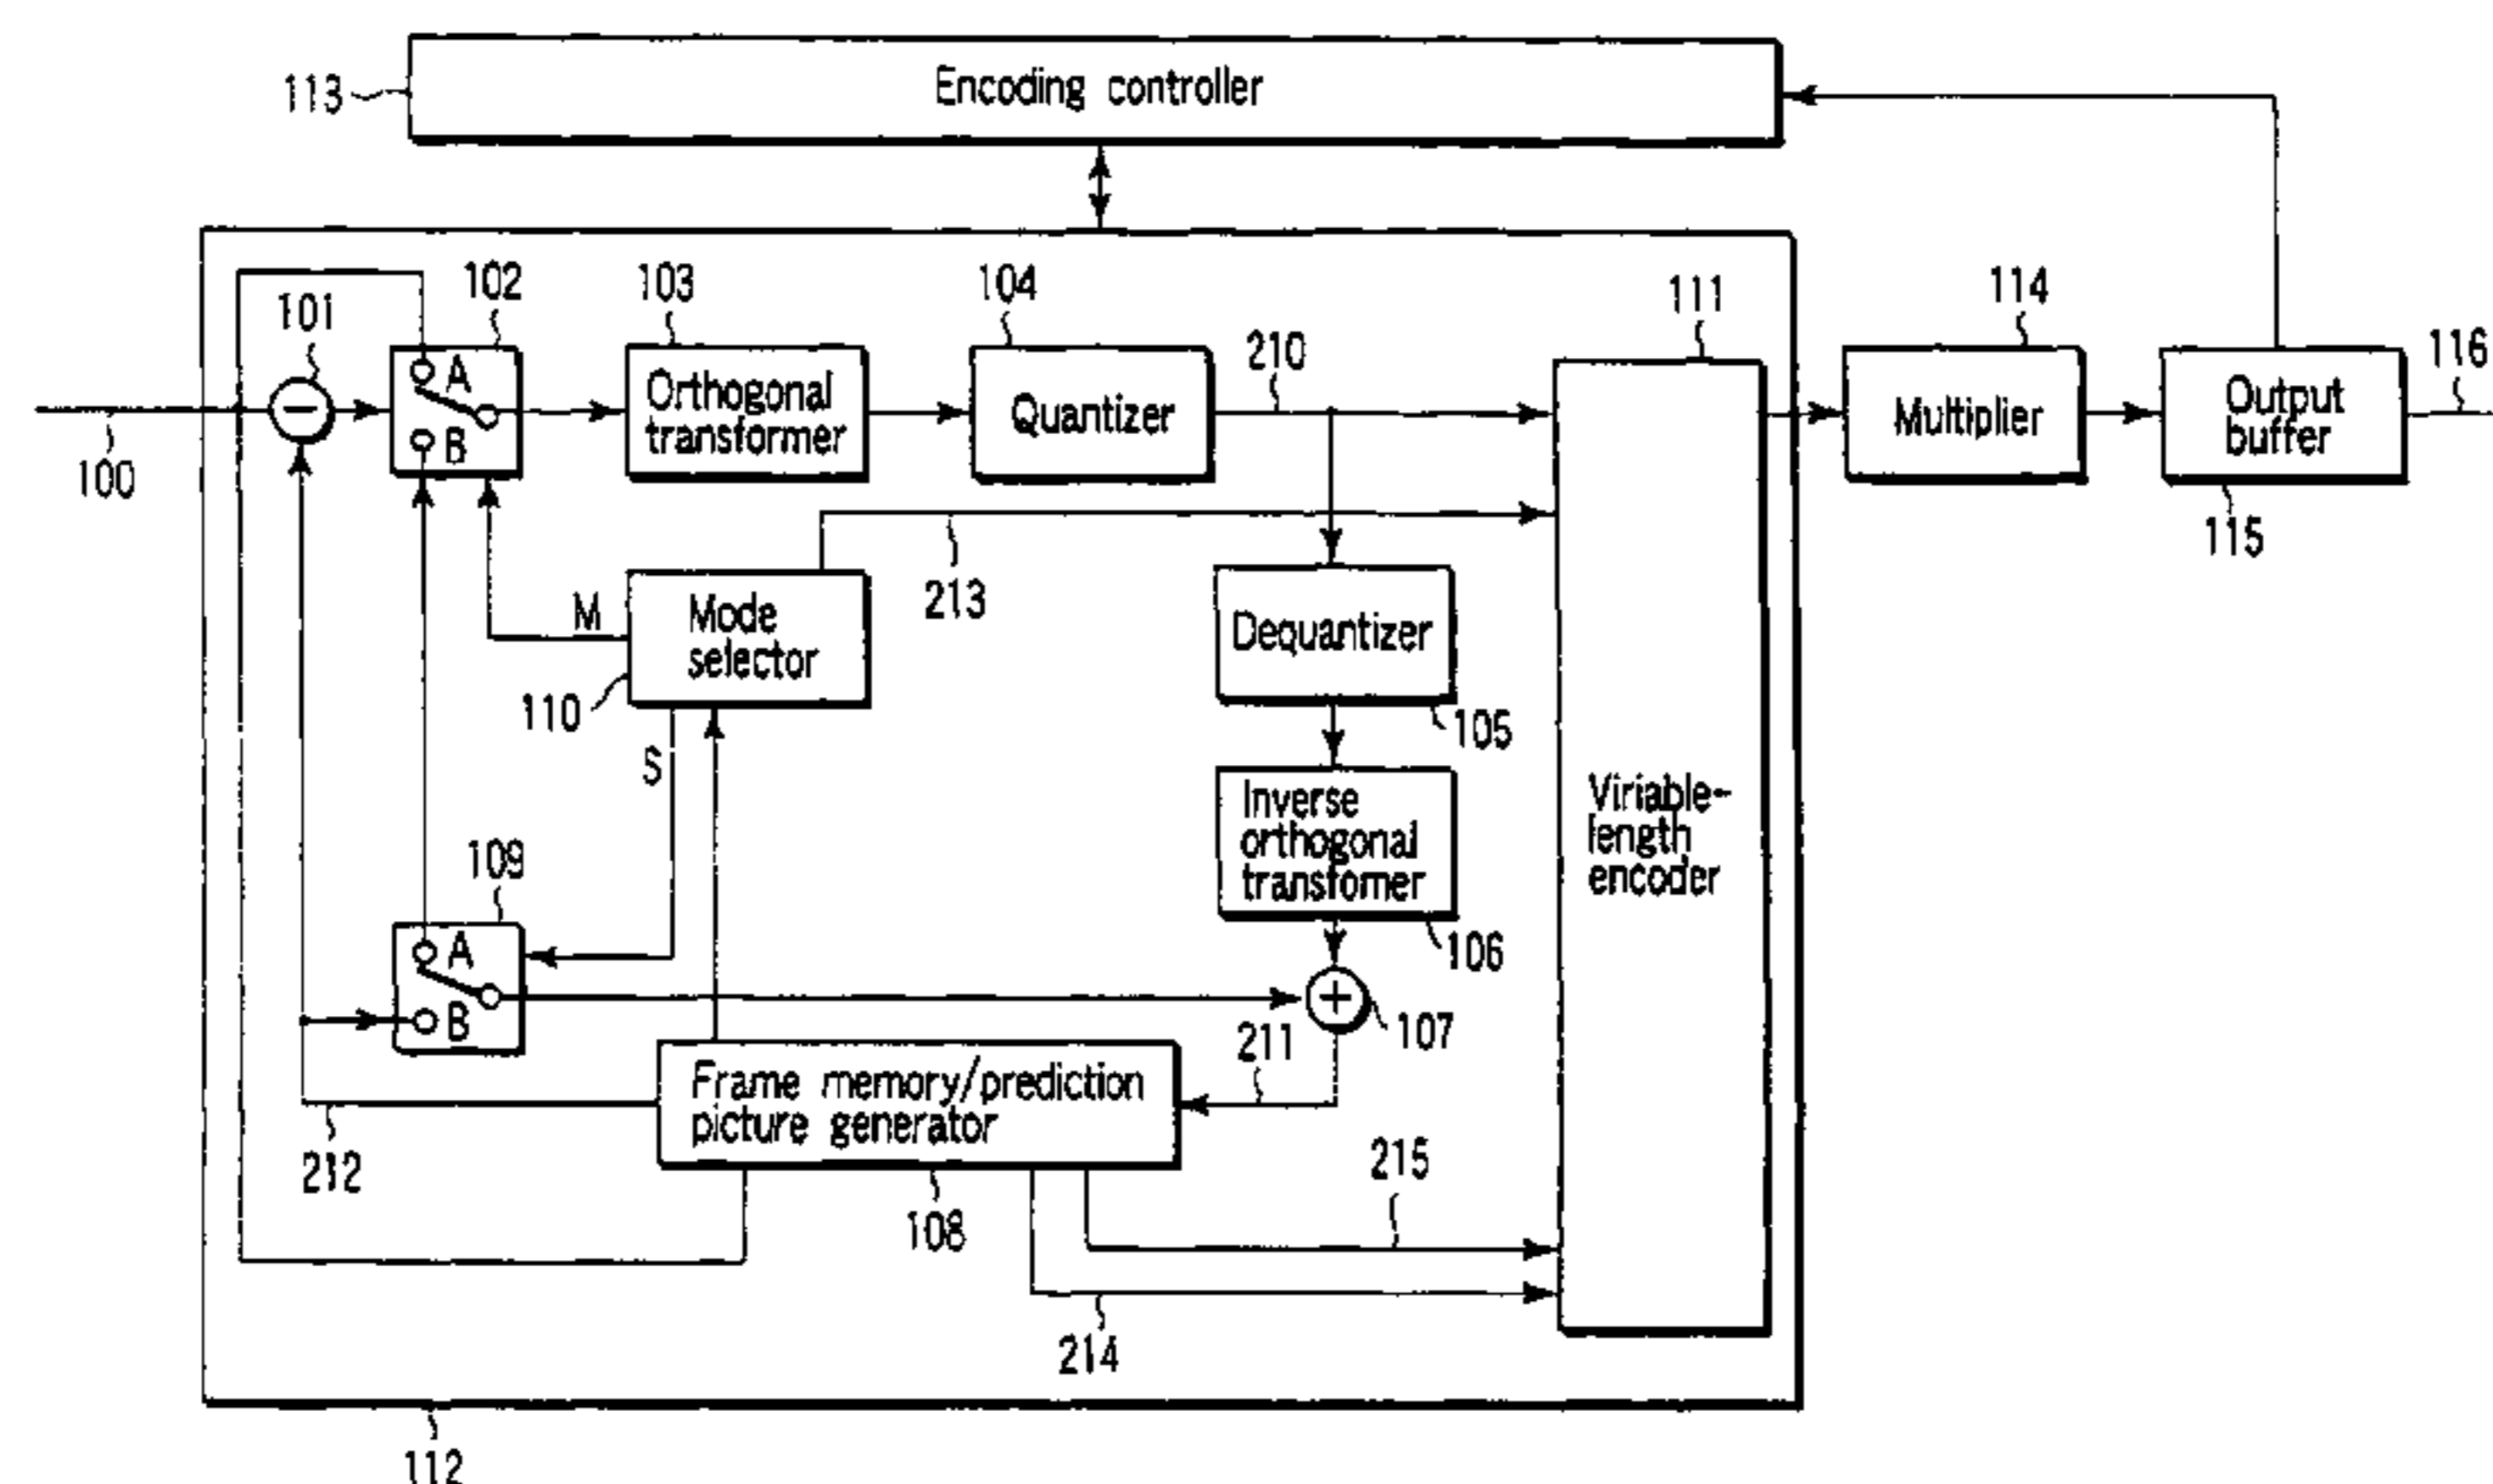 113
Encoding controller
101
102
103
104
210
111
114
116
A
B
Orthogonal
transformer
Quantizer
Multiplier
Output
buffer
100
115
213
M
Mode
selector
110
Dequantizer
105
S
Inverse
orthogonal
transfomer
106
Viriable-
length
encoder
109
A
B
107
211
Frame memory/prediction
picture generator
212
108
215
214
112